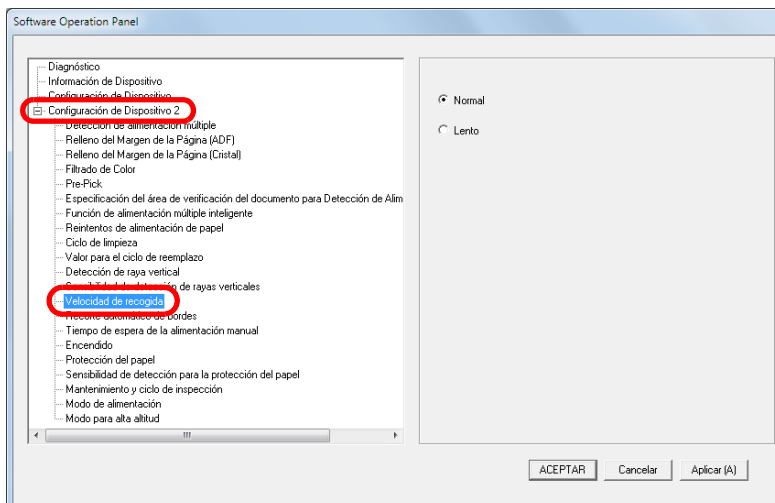 Software Operation Panel
Diagnóstico
Información de Dispositivo
Configuración de Dispositivo
Configuración de Dispositivo 2
Detección de alimentación múltiple
Relleno del Margen de la Página (ADF)
Relleno del Margen de la Página (Cristal)
Filtrado de Color
Pre-Pick
Especificación del área de verificación del documento para Detección de Alim
Función de alimentación múltiple inteligente
Reintentos de alimentación de papel
Ciclo de limpieza
Valor para el ciclo de reemplazo
Detección de raya vertical
Sensibilidad de detección de rayas verticales
Velocidad de recogida
Recorte automático de bordes
Tiempo de espera de la alimentación manual
Encendido
Protección del papel
Sensibilidad de detección para la protección del papel
Mantenimiento y ciclo de inspección
Modo de alimentación
Modo para alta altitud
Normal
Lento
ACEPTAR
Cancelar
Aplicar (A)